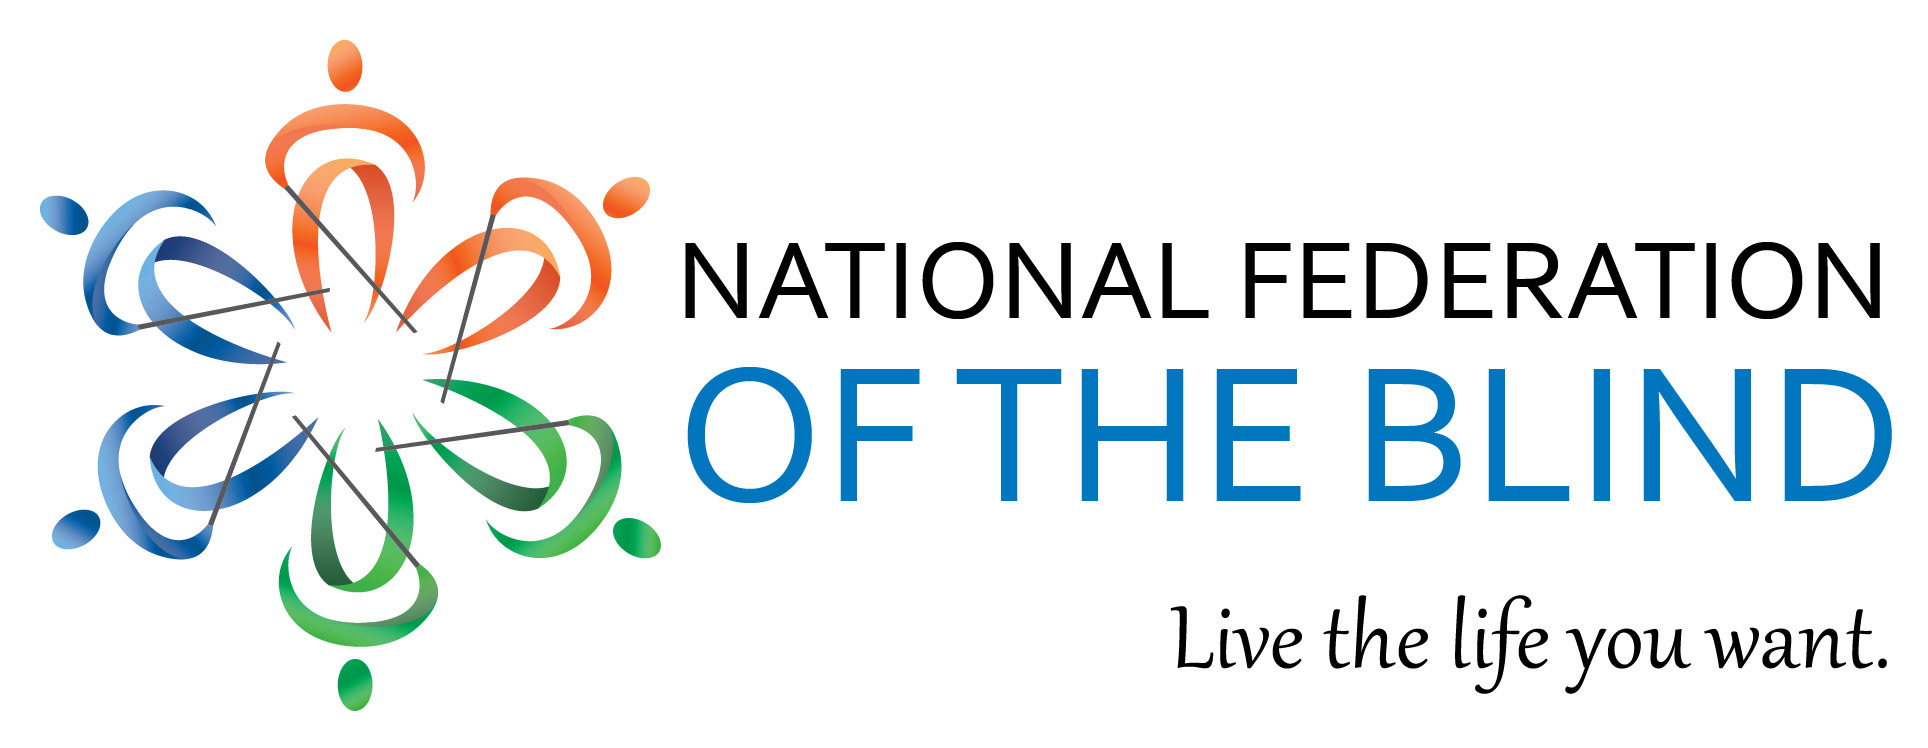 NATIONAL FEDERATION
OF THE BLIND
Live the life you want.